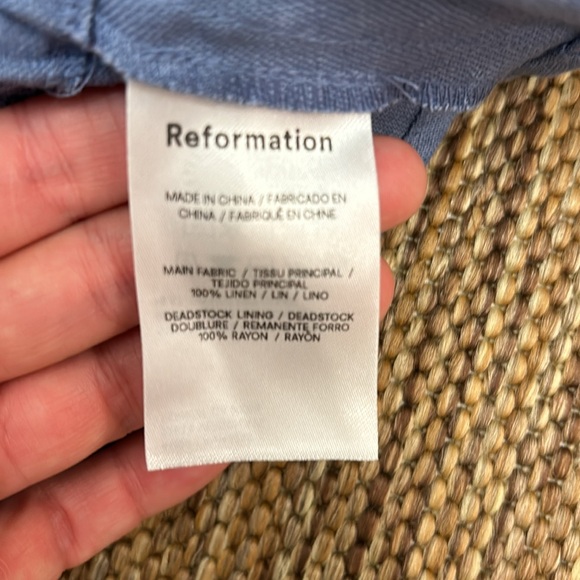 Reformation
MADE IN CHINA / FABRICADO EN
CHINA / FABRIQUÉ EN CHINE
MAIN FABRIC / TISSU PRINCIPAL /
TEJIDO PRINCIPAL
100% LINEN / LIN / LINO
DEADSTOCK LINING / DEADSTOCK
DOUBLURE / REMANENTE FORRO
100% RAYON / RAYÓN